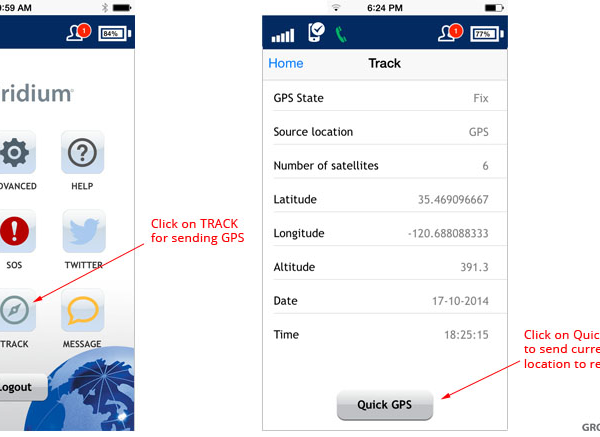 :59 AM
1
84%
ridium
DVANCED HELP
SOS TWITTER
TRACK MESSAGE
Logout
Click on TRACK
for sending GPS
6:24 PM
1
77%
Home Track
GPS State Fix
Source location GPS
Number of satellites 6
Latitude 35.469096667
Longitude -120.688088333
Altitude 391.3
Date 17-10-2014
Time 18:25:15
Quick GPS
Click on Quic
to send curre
location to re
GRO